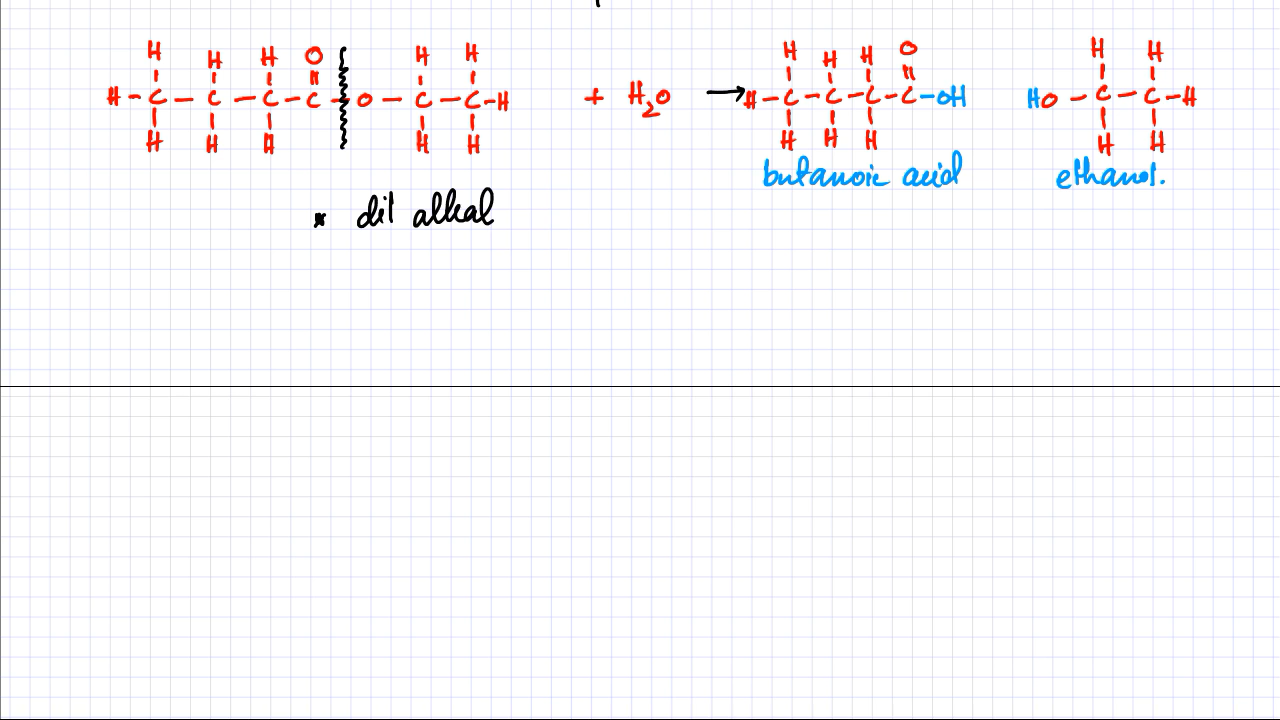 H H H O H H H H H O H H
H - C - C - C - C - O - C - C - H + H₂O → H - C - C - C - C - OH HO - C - C - H
H H H H H H H H H H
butanoic acid ethanol.
* dil alkal